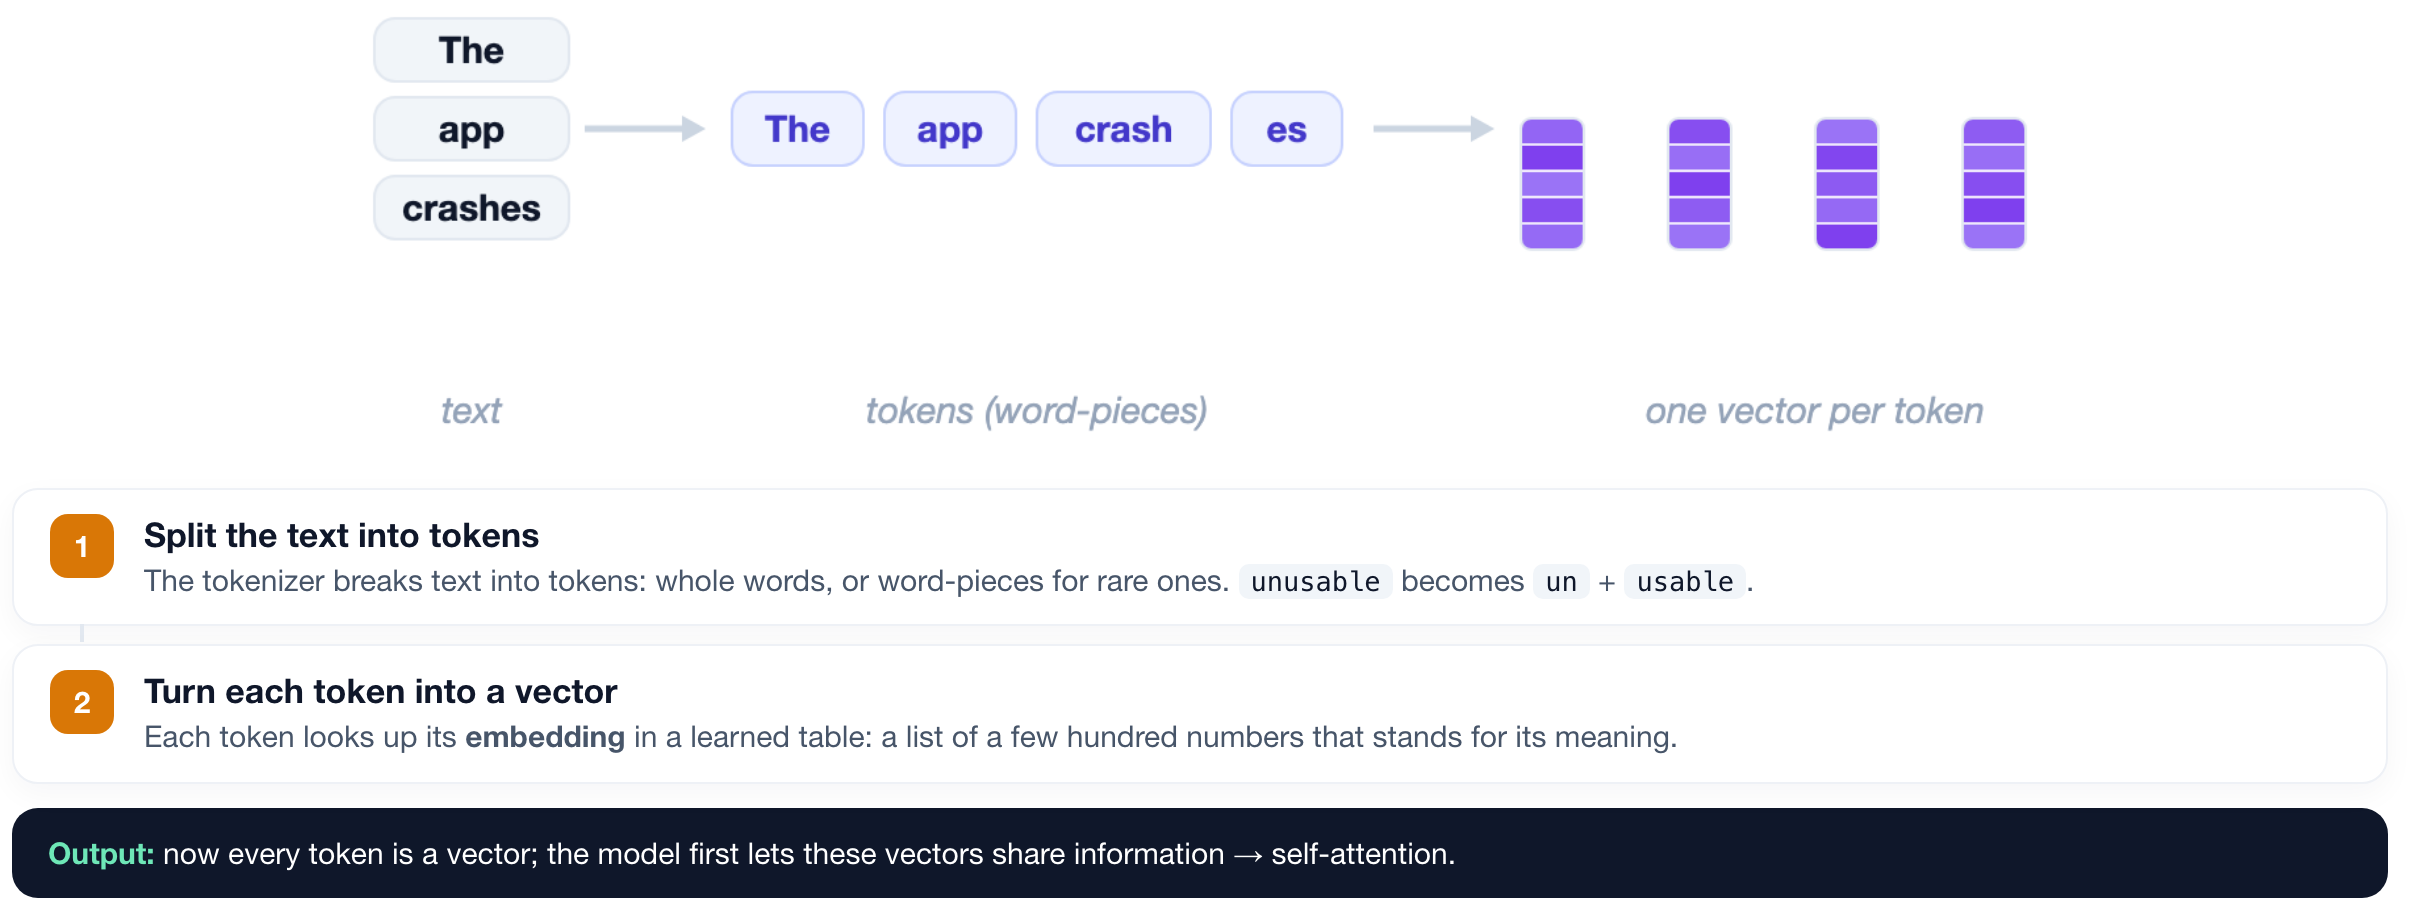 The
app
crashes
The app crash es
text
tokens (word-pieces)
one vector per token
1
Split the text into tokens
The tokenizer breaks text into tokens: whole words, or word-pieces for rare ones. unusable becomes un + usable.
2
Turn each token into a vector
Each token looks up its embedding in a learned table: a list of a few hundred numbers that stands for its meaning.
Output: now every token is a vector; the model first lets these vectors share information → self-attention.